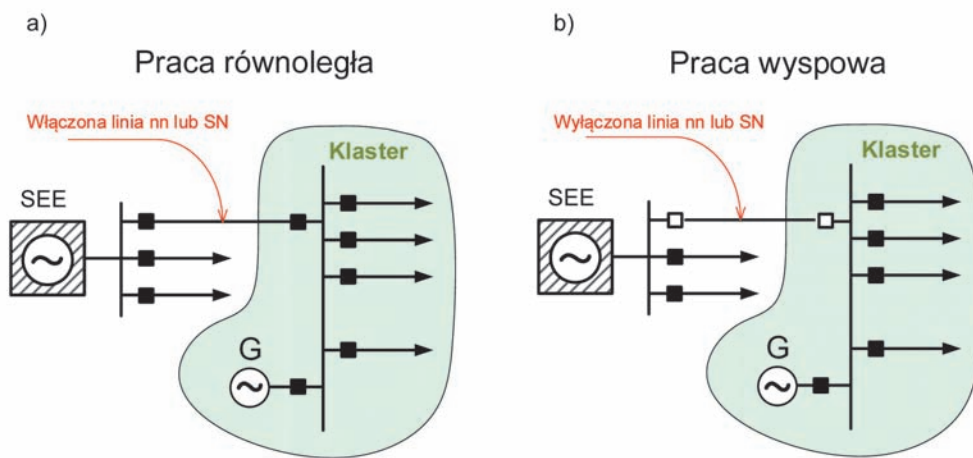 a)
Praca równoległa
Włączona linia nn lub SN
Klaster
SEE
G
b)
Praca wyspowa
Wyłączona linia nn lub SN
Klaster
SEE
G